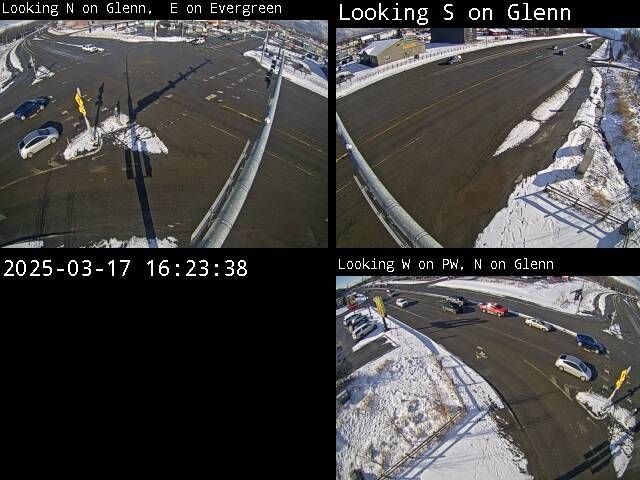 Looking N on Glenn,  E on Evergreen
Looking S on Glenn
2025-03-17 16:23:38
Looking W on PW, N on Glenn